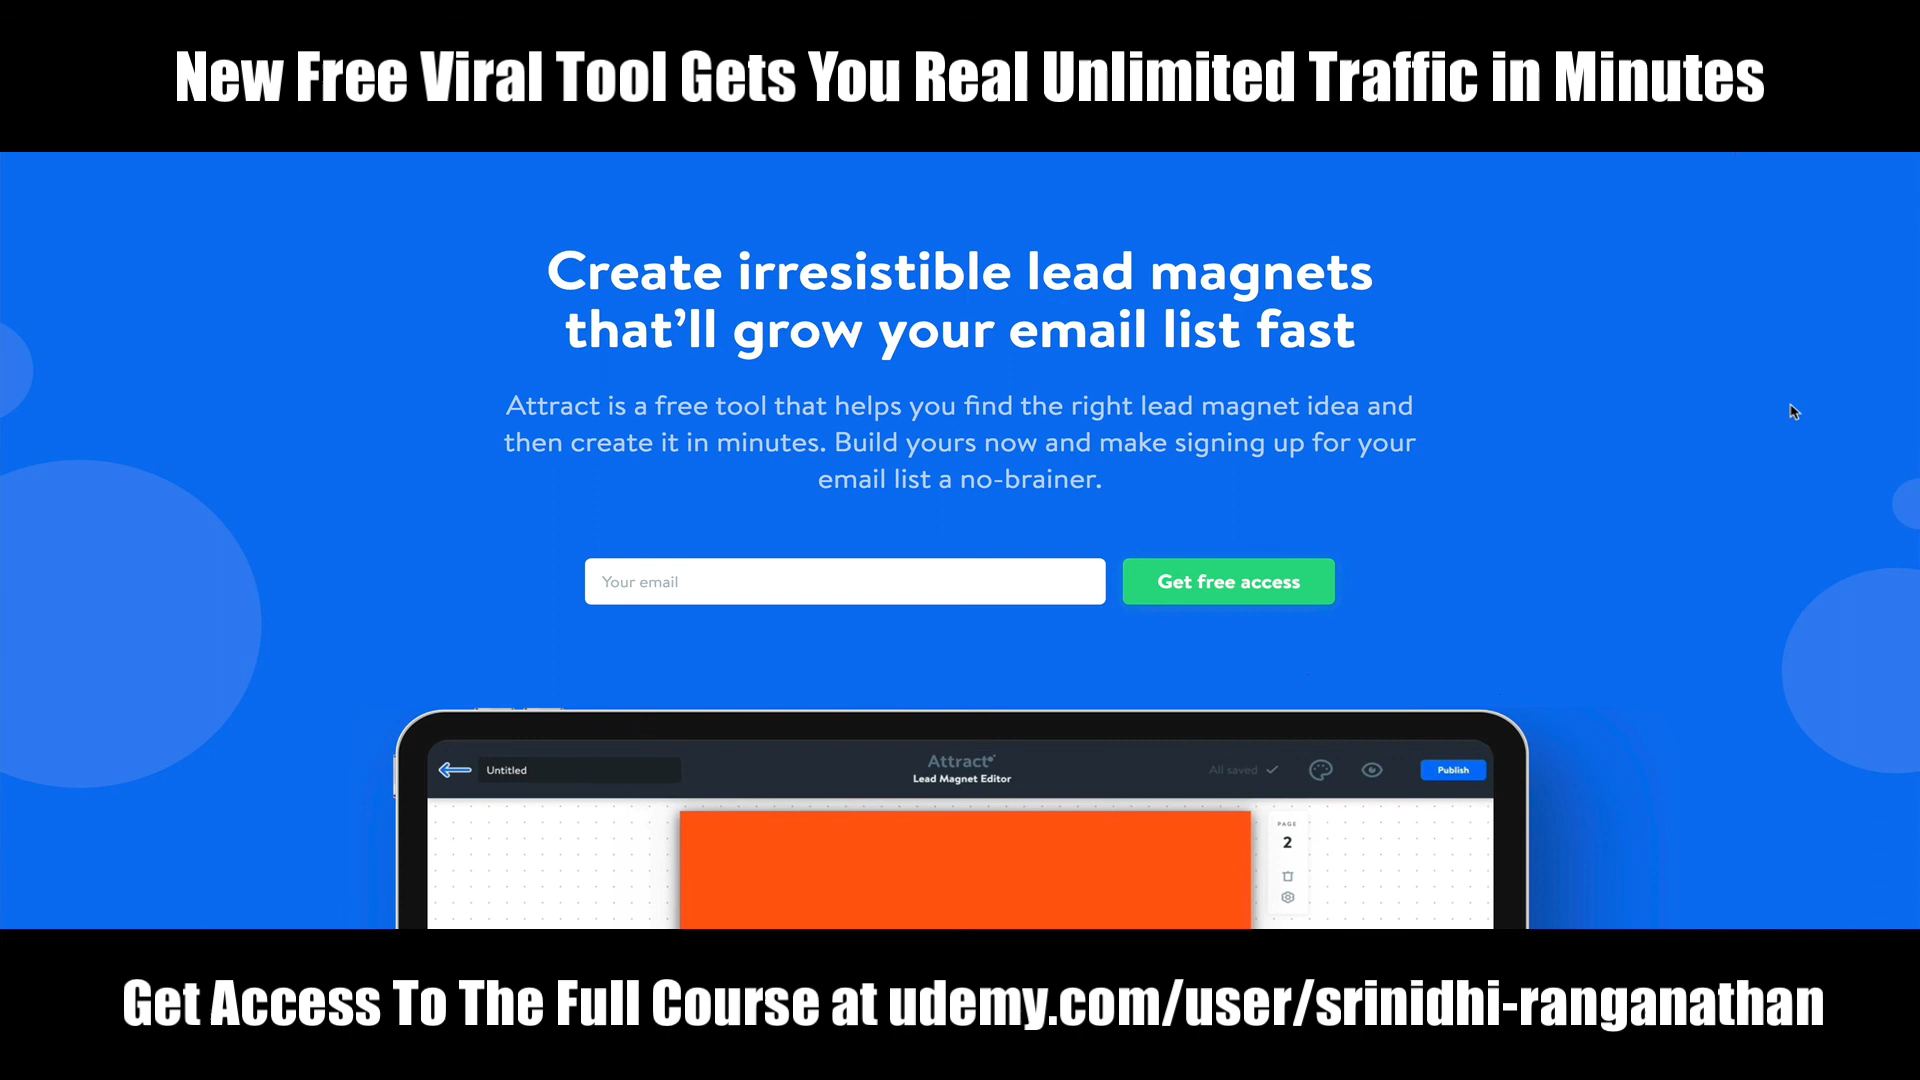 New Free Viral Tool Gets You Real Unlimited Traffic in Minutes
Create irresistible lead magnets
that'll grow your email list fast
Attract is a free tool that helps you find the right lead magnet idea and
then create it in minutes. Build yours now and make signing up for your
email list a no-brainer.
Your email
Get free access
Untitled
Attract
Lead Magnet Editor
All saved
Publish
PAGE
2
Get Access To The Full Course at udemy.com/user/srinidhi-ranganathan